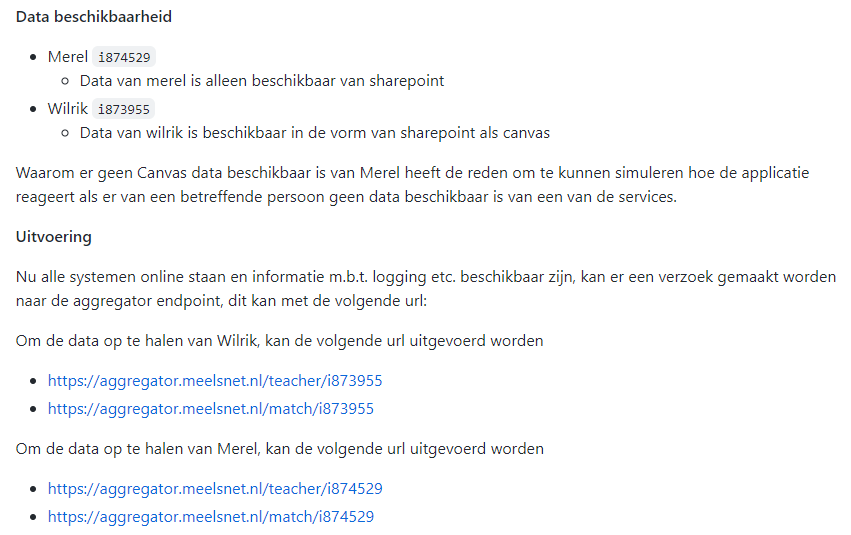 Data beschikbaarheid
Merel i874529
Data van merel is alleen beschikbaar van sharepoint
Wilrik i873955
Data van wilrik is beschikbaar in de vorm van sharepoint als canvas
Waarom er geen Canvas data beschikbaar is van Merel heeft de reden om te kunnen simuleren hoe de applicatie
reageert als er van een betreffende persoon geen data beschikbaar is van een van de services.
Uitvoering
Nu alle systemen online staan en informatie m.b.t. logging etc. beschikbaar zijn, kan er een verzoek gemaakt worden
naar de aggregator endpoint, dit kan met de volgende url:
Om de data op te halen van Wilrik, kan de volgende url uitgevoerd worden
https://aggregator.meelsnet.nl/teacher/i873955
https://aggregator.meelsnet.nl/match/i873955
Om de data op te halen van Merel, kan de volgende url uitgevoerd worden
https://aggregator.meelsnet.nl/teacher/i874529
https://aggregator.meelsnet.nl/match/i874529